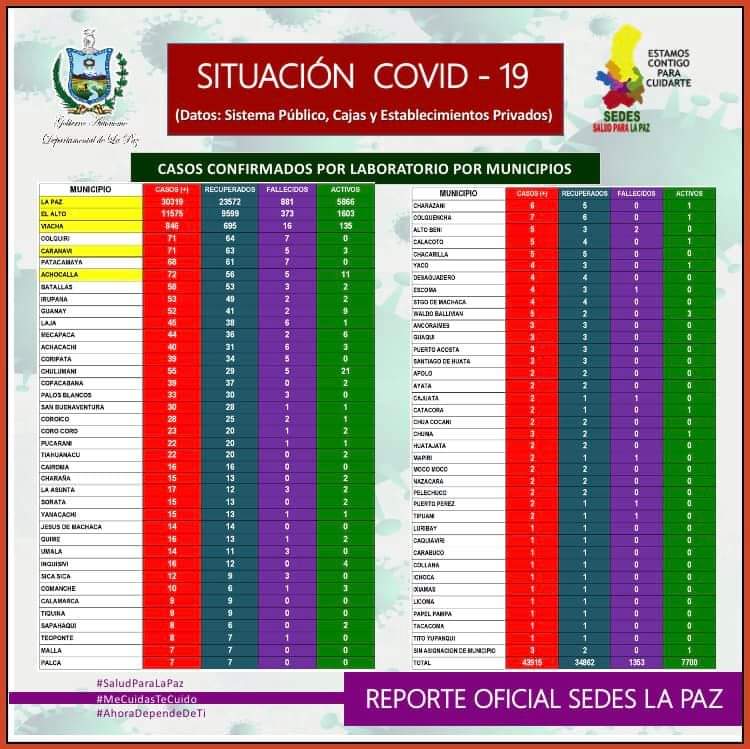 Gobierno Autónomo
Departamental de La Paz
SITUACIÓN COVID - 19
(Datos: Sistema Público, Cajas y Establecimientos Privados)
ESTAMOS
CONTIGO
PARA
CUIDARTE
SEDES
SALUD PARA LA PAZ
CASOS CONFIRMADOS POR LABORATORIO POR MUNICIPIOS
MUNICIPIO CASOS (+) RECUPERADOS FALLECIDOS ACTIVOS
LA PAZ 30319 23572 881 5866
EL ALTO 11575 9599 373 1603
VIACHA 846 695 16 135
COLQUIRI 71 64 7 0
CARANAVI 71 63 5 3
PATACAMAYA 68 61 7 0
ACHOCALLA 72 56 5 11
BATALLAS 58 53 3 2
IRUPANA 53 49 2 2
GUANAY 52 41 2 9
LAJA 45 38 6 1
MECAPACA 44 36 2 6
ACHACACHI 40 31 6 3
CORIPATA 39 34 5 0
CHULUMANI 55 29 5 21
COPACABANA 39 37 0 2
PALOS BLANCOS 33 30 3 0
SAN BUENAVENTURA 30 28 1 1
COROICO 28 25 2 1
CORO CORO 23 20 1 2
PUCARANI 22 20 1 1
TIAHUANACU 22 20 1 1
CAIROMA 16 16 0 0
CHARAÑA 15 13 0 2
LA ASUNTA 17 12 3 2
SORATA 15 13 0 2
YANACACHI 15 13 1 1
JESUS DE MACHACA 14 14 0 0
QUIME 16 13 1 2
UMALA 14 11 3 0
INQUISIVI 16 12 0 4
SICA SICA 12 9 3 0
COMANCHE 10 6 3 1
CALAMARCA 9 9 0 0
TIQUINA 9 9 0 0
SAPAHAQUI 8 6 0 2
TEOPONTE 8 7 1 0
MALLA 7 7 0 0
PALCA 7 7 0 0
MUNICIPIO CASOS (+) RECUPERADOS FALLECIDOS ACTIVOS
CHARAZANI 6 5 0 1
COLQUENCHA 7 6 0 1
ALTO BENI 5 3 2 0
CALACOTO 5 4 0 1
CHACARILLA 5 5 0 0
YACO 4 3 0 1
DESAGUADERO 4 4 0 0
ESCOMA 4 3 1 0
STGO DE MACHACA 4 4 0 0
WALDO BALLIVIAN 5 2 0 3
ANCORAIMES 3 3 0 0
GUAQUI 3 3 0 0
PUERTO ACOSTA 3 3 0 0
SANTIAGO DE HUATA 3 3 0 0
APOLO 2 2 0 0
AYATA 2 2 0 0
CAJUATA 2 1 1 0
CATACORA 2 1 0 1
CHUA COCANI 2 2 0 0
CHUMA 3 2 0 1
HUATAJATA 2 2 0 0
MAPIRI 2 1 1 0
MOCO MOCO 2 2 0 0
NAZACARA 2 2 0 0
PELECHUCO 2 2 0 0
PUERTO PEREZ 2 1 1 0
TIPUANI 2 1 1 0
LURIBAY 1 1 0 0
CAQUIAVIRI 1 1 0 0
CARABUCO 1 1 0 0
COLLANA 1 1 0 0
ICHOCA 1 1 0 0
IXIAMAS 1 1 0 0
LICOMA 1 1 0 0
PAPEL PAMPA 1 1 0 0
TACACOMA 1 1 0 0
TITO YUPANQUI 1 1 0 0
SIN ASIGNACION DE MUNICIPIO 3 2 0 1
TOTAL 43915 34862 1353 7700
#SaludParaLaPaz
#MeCuidasTeCuido
#AhoraDependeDeTi
REPORTE OFICIAL SEDES LA PAZ